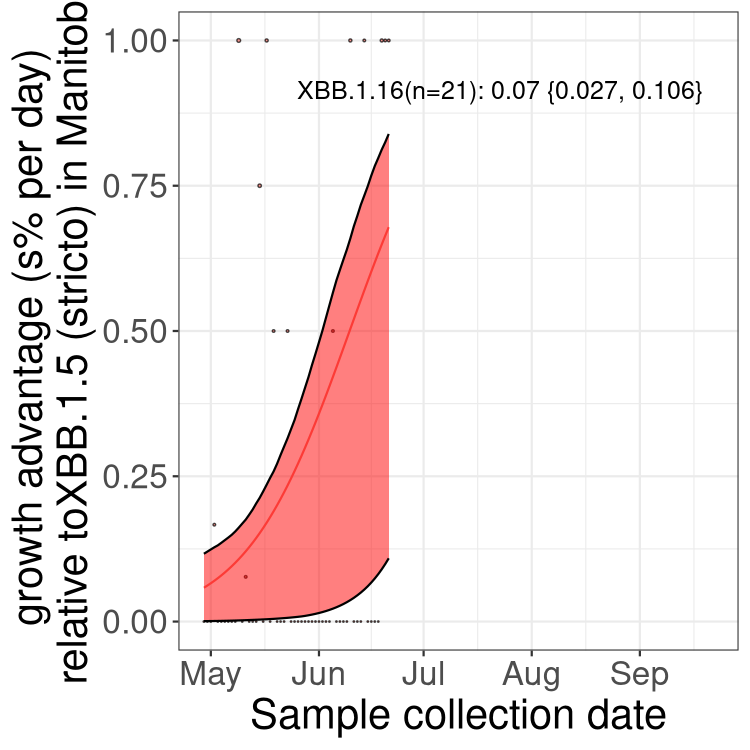 growth advantage (s% per day)
relative toXBB.1.5 (stricto) in Manitob
1.00
0.75
0.50
0.25
0.00
XBB.1.16(n=21): 0.07 {0.027, 0.106}
May Jun Jul Aug Sep
Sample collection date